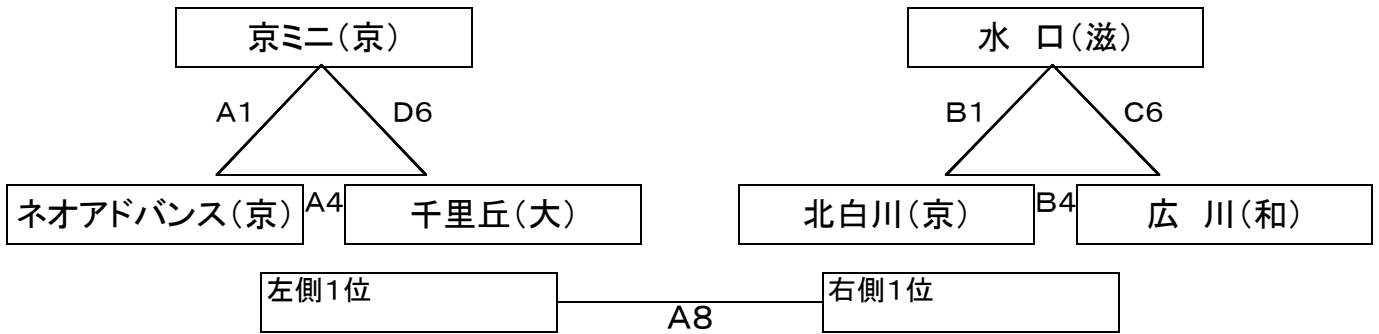 京ミニ（京）
水　口（滋）
A1
D6
B1
C6
ネオアドバンス（京）
A4
千里丘（大）
北白川（京）
B4
広　川（和）
左側１位
右側１位
A8